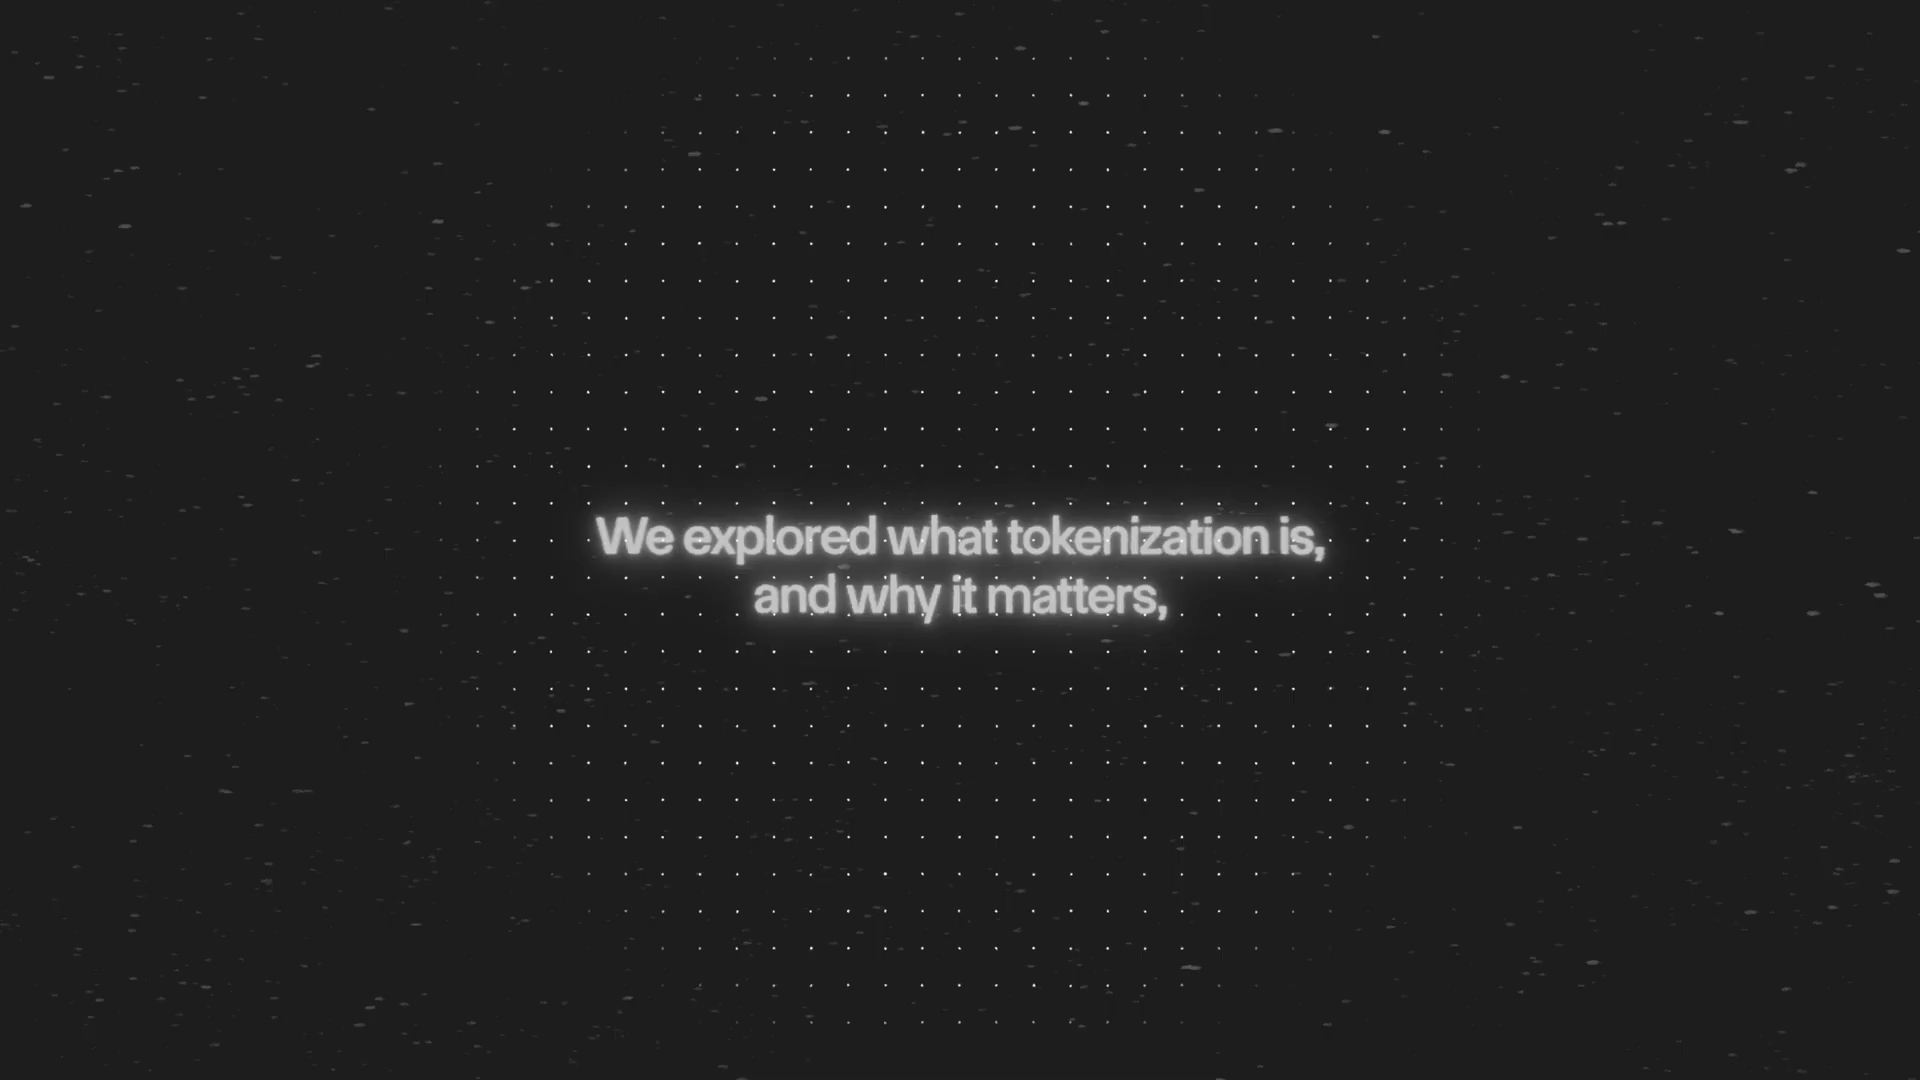 We explored what tokenization is,
and why it matters,